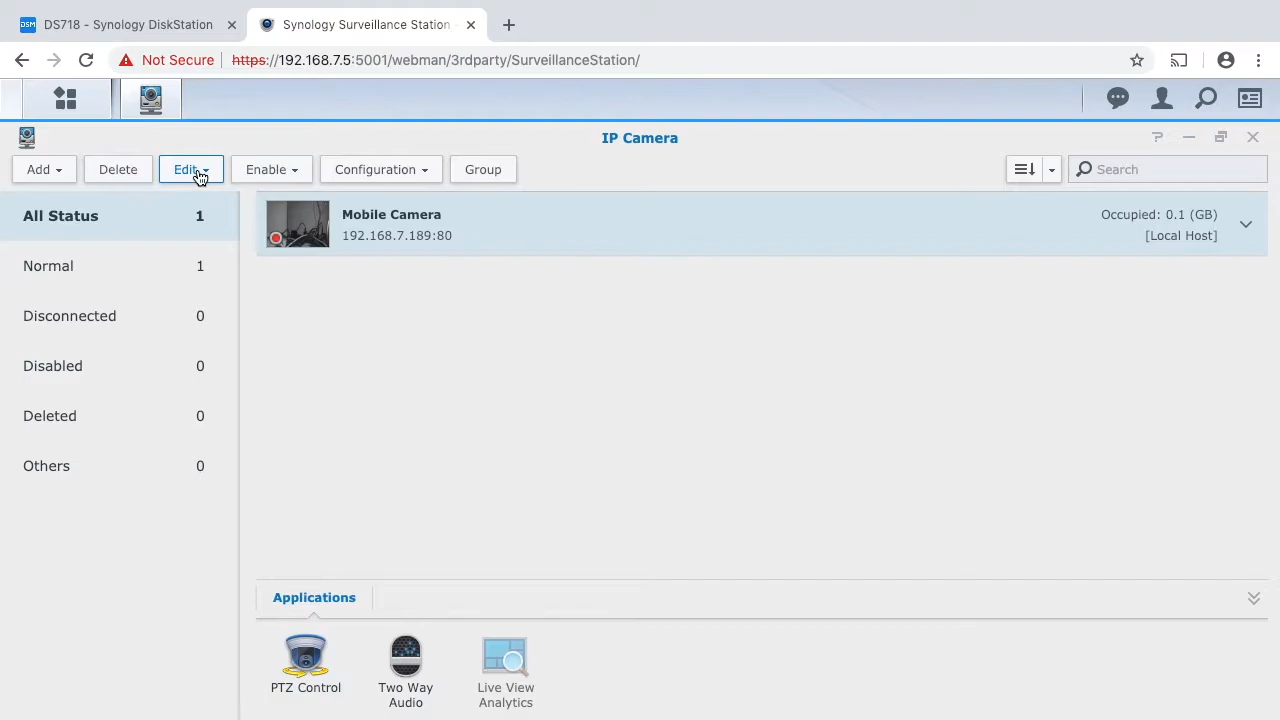 DSM DS718 - Synology DiskStation
Synology Surveillance Station -
Not Secure https://192.168.7.5:5001/webman/3rdparty/SurveillanceStation/
IP Camera
Add Delete Edit Enable Configuration Group Search
All Status 1
Normal 1
Disconnected 0
Disabled 0
Deleted 0
Others 0
Mobile Camera
192.168.7.189:80
Occupied: 0.1 (GB)
[Local Host]
Applications
PTZ Control
Two Way
Audio
Live View
Analytics